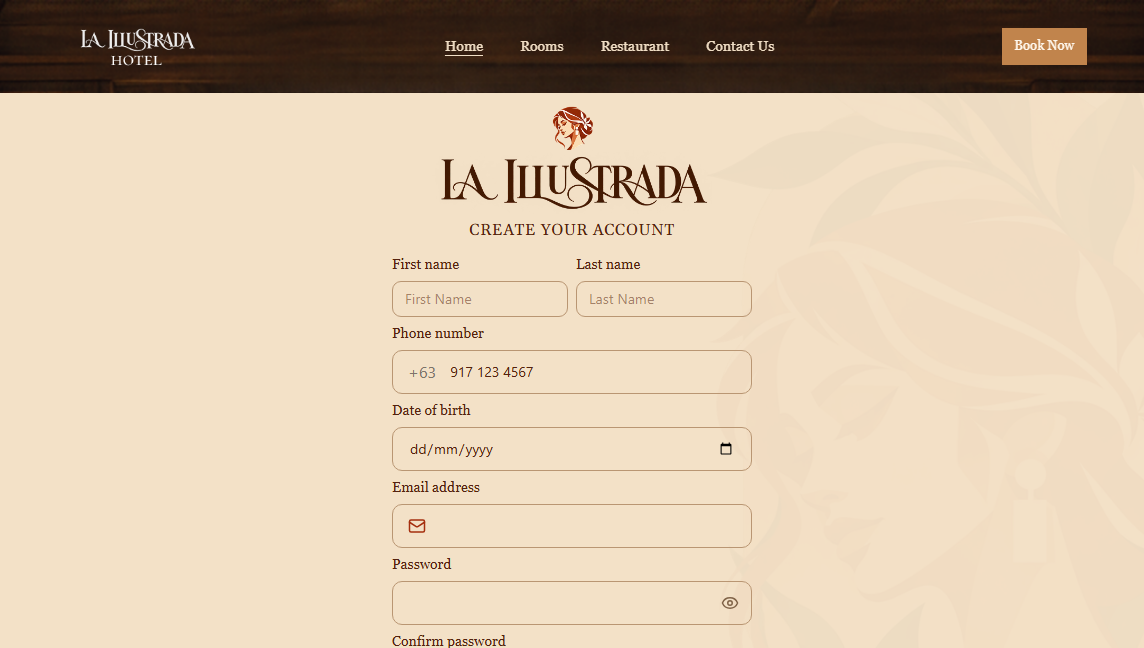 LA ILLUSTRADA
HOTEL
Home Rooms Restaurant Contact Us
Book Now
LA ILLUSTRADA
CREATE YOUR ACCOUNT
First name Last name
First Name Last Name
Phone number
+63 917 123 4567
Date of birth
dd/mm/yyyy
Email address
Password
Confirm password